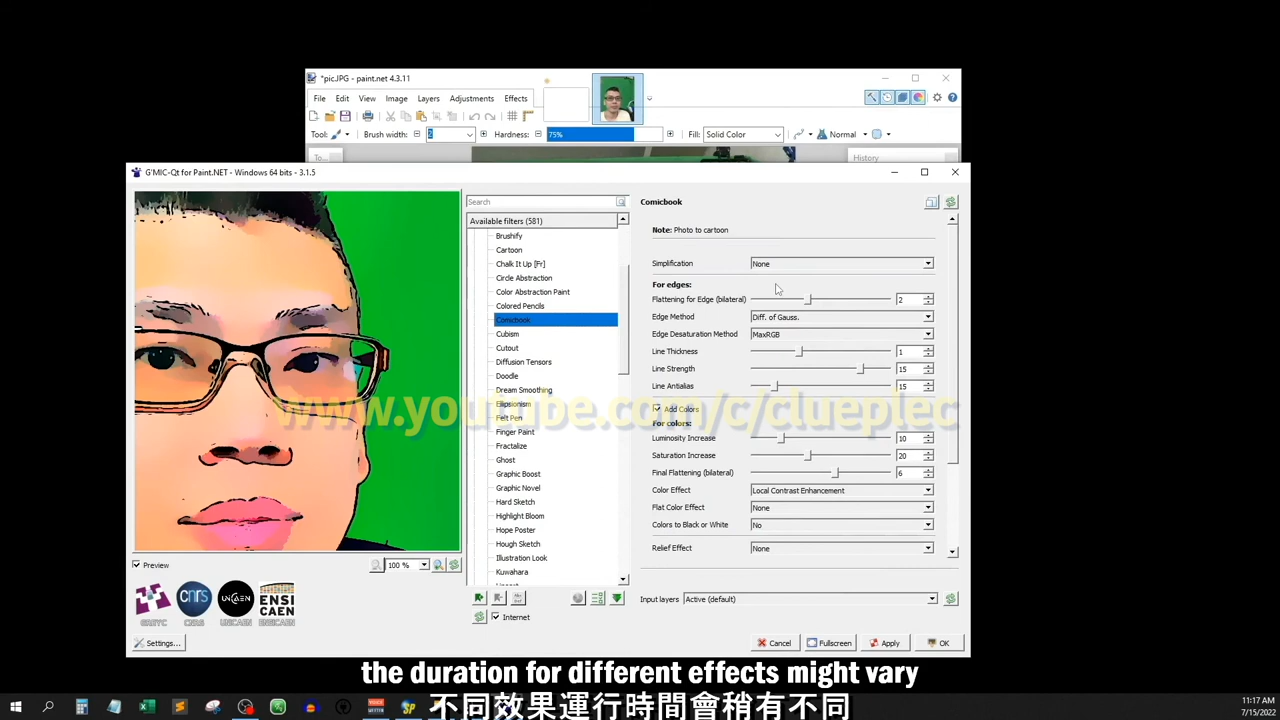 *pic.JPG - paint.net 4.3.11
File Edit View Image Layers Adjustments Effects
Tool: Brush width: 2 Hardness: 75% Fill: Solid Color Normal
To... History
G'MIC-Qt for Paint.NET - Windows 64 bits - 3.1.5
Search
Available filters (581)
Brushify
Cartoon
Chalk It Up [Fr]
Circle Abstraction
Color Abstraction Paint
Colored Pencils
Comicbook
Cubism
Cutout
Diffusion Tensors
Doodle
Dream Smoothing
Ellipsionism
Felt Pen
Finger Paint
Fractalize
Ghost
Graphic Boost
Graphic Novel
Hard Sketch
Highlight Bloom
Hope Poster
Hough Sketch
Illustration Look
Kuwahara
Internet
Comicbook
Note: Photo to cartoon
Simplification None
For edges:
Flattening for Edge (bilateral) 2
Edge Method Diff. of Gauss.
Edge Desaturation Method MaxRGB
Line Thickness 1
Line Strength 15
Line Antialias 15
Add Colors
For colors:
Luminosity Increase 10
Saturation Increase 20
Final Flattening (bilateral) 6
Color Effect Local Contrast Enhancement
Flat Color Effect None
Colors to Black or White No
Relief Effect None
Input layers Active (default)
www.youtube.com/c/clueplec
Preview
100 %
GREYC CNRS UNICAEN ENSICAEN
Settings... Cancel Fullscreen Apply OK
the duration for different effects might vary
不同效果運行時間會稍有不同
11:17 AM
7/15/2022